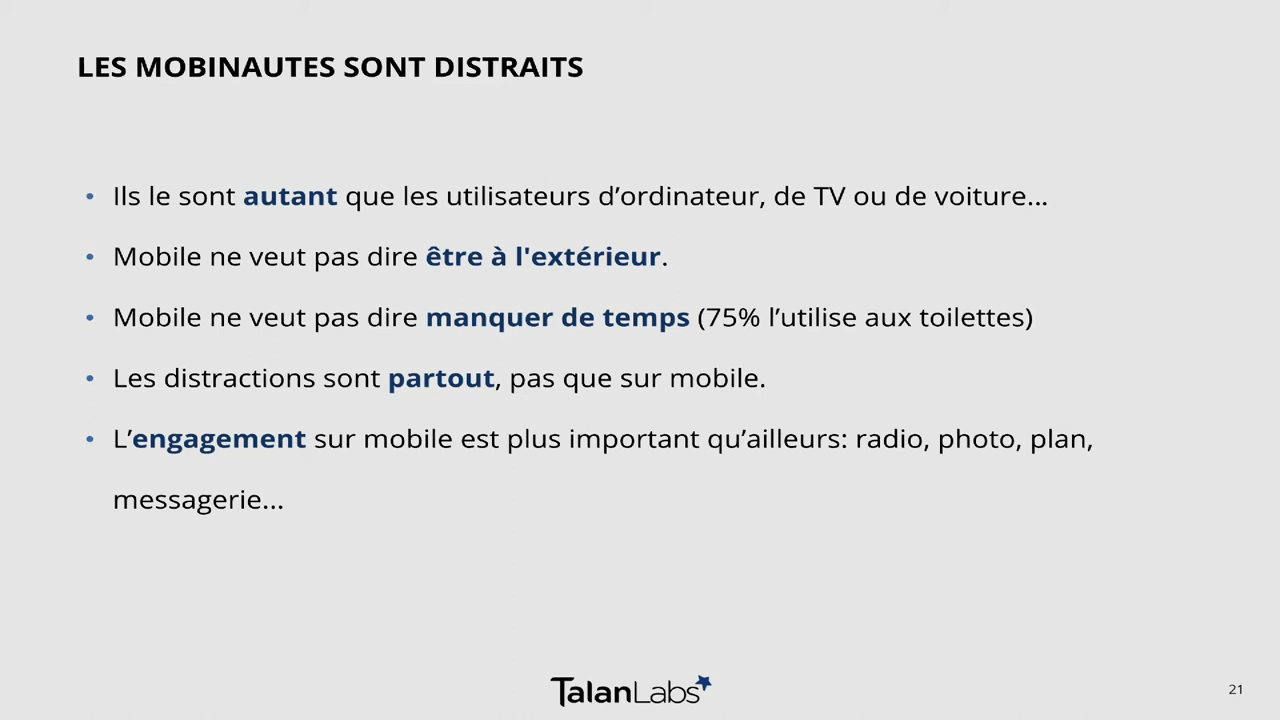 LES MOBINAUTES SONT DISTRAITS
• Ils le sont autant que les utilisateurs d’ordinateur, de TV ou de voiture...
• Mobile ne veut pas dire être à l'extérieur.
• Mobile ne veut pas dire manquer de temps (75% l’utilise aux toilettes)
• Les distractions sont partout, pas que sur mobile.
• L’engagement sur mobile est plus important qu’ailleurs: radio, photo, plan,
messagerie...
TalanLabs
21